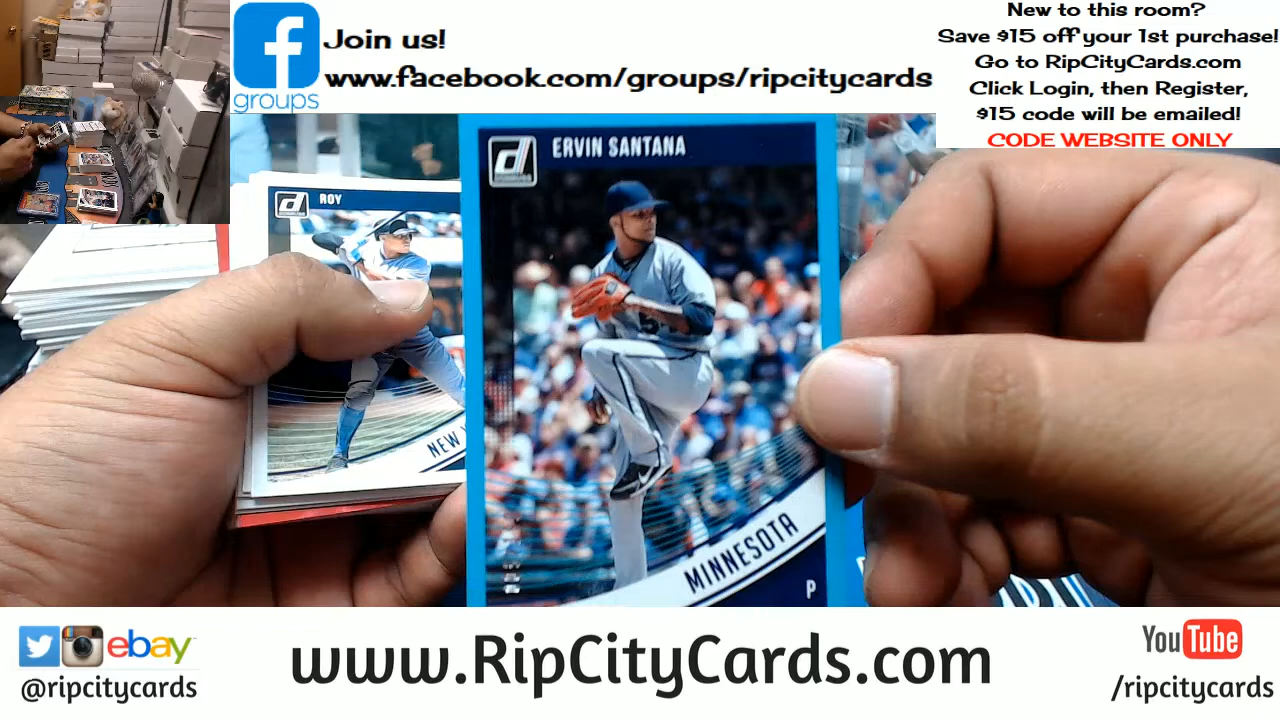 groups
Join us!
www.facebook.com/groups/ripcitycards
New to this room?
Save $15 off your 1st purchase!
Go to RipCityCards.com
Click Login, then Register,
$15 code will be emailed!
CODE WEBSITE ONLY
ERVIN SANTANA
ROY
NEW
MINNESOTA
P
ebay
@ripcitycards
www.RipCityCards.com
YouTube
/ripcitycards